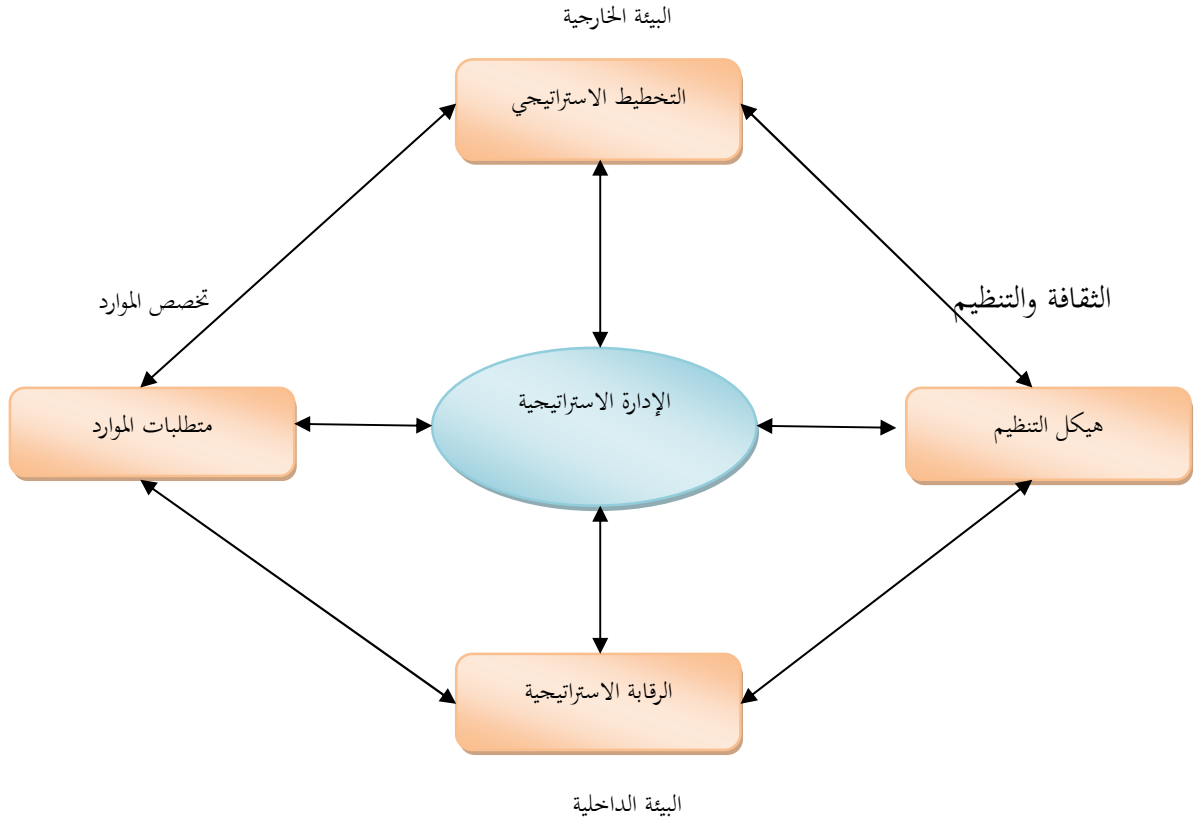 البيئة الخارجية
التخطيط الاستراتيجي
الثقافة والتنظيم
تخصص الموارد
هيكل التنظيم
الإدارة الاستراتيجية
متطلبات الموارد
الرقابة الاستراتيجية
البيئة الداخلية